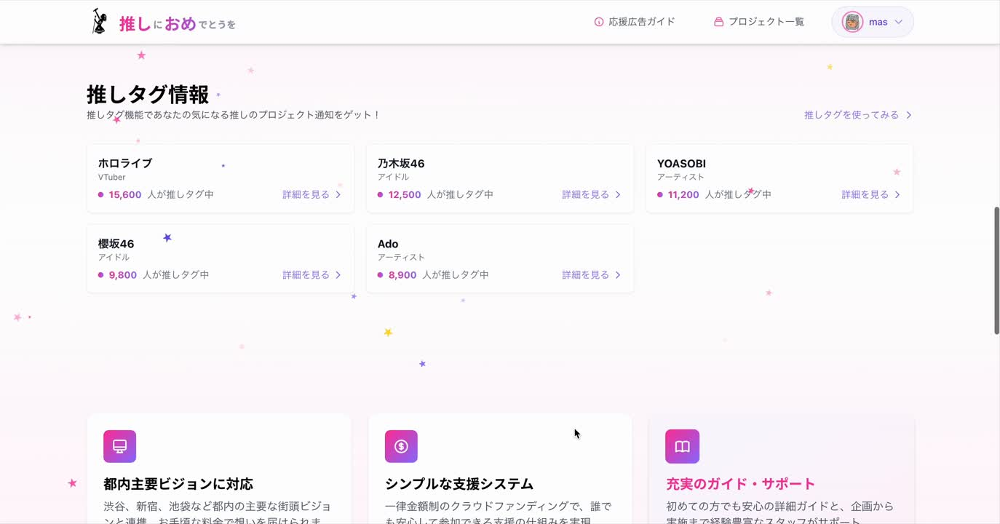 推しにおめでとうを
応援広告ガイド
プロジェクト一覧
mas
推しタグ情報
推しタグ機能であなたの気になる推しのプロジェクト通知をゲット！
推しタグを使ってみる
ホロライブ
VTuber
15,600 人が推しタグ中
詳細を見る
乃木坂46
アイドル
12,500 人が推しタグ中
詳細を見る
YOASOBI
アーティスト
11,200 人が推しタグ中
詳細を見る
櫻坂46
アイドル
9,800 人が推しタグ中
詳細を見る
Ado
アーティスト
8,900 人が推しタグ中
詳細を見る
都内主要ビジョンに対応
渋谷、新宿、池袋など都内の主要な街頭ビジョ
ンと連携。お手頃な料金で想いを届けられま
シンプルな支援システム
一律金額制のクラウドファンディングで、誰で
も安心して参加できる支援の仕組みを実現
充実のガイド・サポート
初めての方でも安心の詳細ガイドと、企画から
実施まで経験豊富なスタッフがサポート